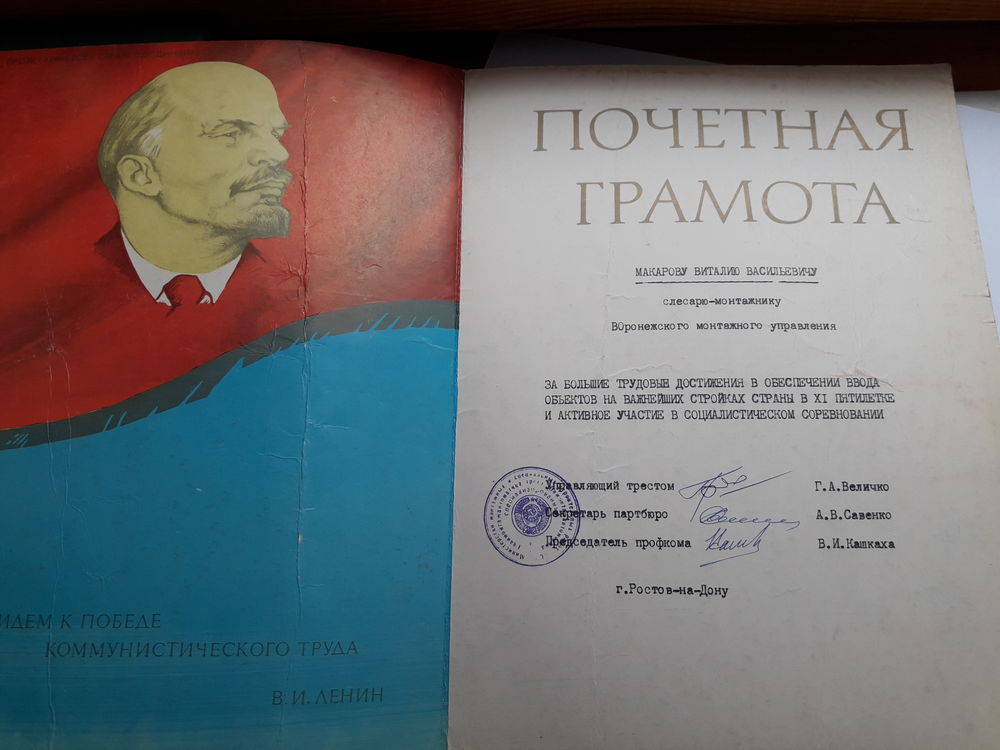 ИДЕМ К ПОБЕДЕ
КОММУНИСТИЧЕСКОГО ТРУДА
В. И. ЛЕНИН
ПОЧЕТНАЯ
ГРАМОТА
МАКАРОВУ ВИТАЛИЮ ВАСИЛЬЕВИЧУ
слесарю-монтажнику
ВОронежского монтажного управления
ЗА БОЛЬШИЕ ТРУДОВЫЕ ДОСТИЖЕНИЯ В ОБЕСПЕЧЕНИИ ВВОДА
ОБЪЕКТОВ НА ВАЖНЕЙШИХ СТРОЙКАХ СТРАНЫ В XI ПЯТИЛЕТКЕ
И АКТИВНОЕ УЧАСТИЕ В СОЦИАЛИСТИЧЕСКОМ СОРЕВНОВАНИИ
Управляющий трестом Г.А.Величко
Секретарь партбюро А.В.Савенко
Председатель профкома В.И.Кашкаха
г.Ростов-на-Дону